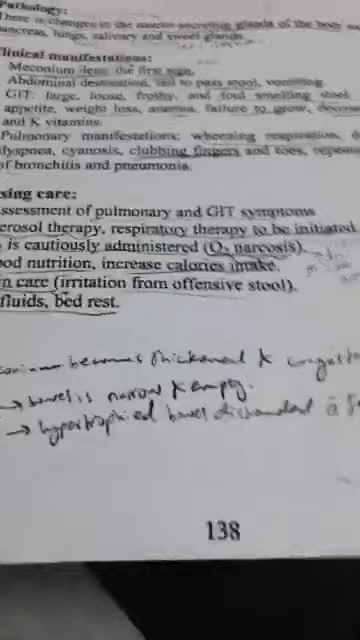 Pathology:
There is changes in the mucus-secreting glands of the body
pancreas, lungs, salivary and sweet glands.
Clinical manifestations:
Meconium ileus: the first sign.
Abdominal distention, fail to pass stool, vomiting.
GIT: large, loose, frothy, and foul smelling stool
appetite, weight loss, anemia, failure to grow,
and K vitamins.
Pulmonary manifestations: wheezing respiration,
dyspnea, cyanosis, clubbing fingers and toes,
of bronchitis and pneumonia.
sing care:
ssessment of pulmonary and GIT symptoms
erosol therapy, respiratory therapy to be initiated
is cautiously administered (O2 narcosis).
od nutrition, increase calories intake.
in care (irritation from offensive stool).
fluids, bed rest.
becomes thickened
→ bowel is narrow & empy.
→ hypertrophied bowel distended
138